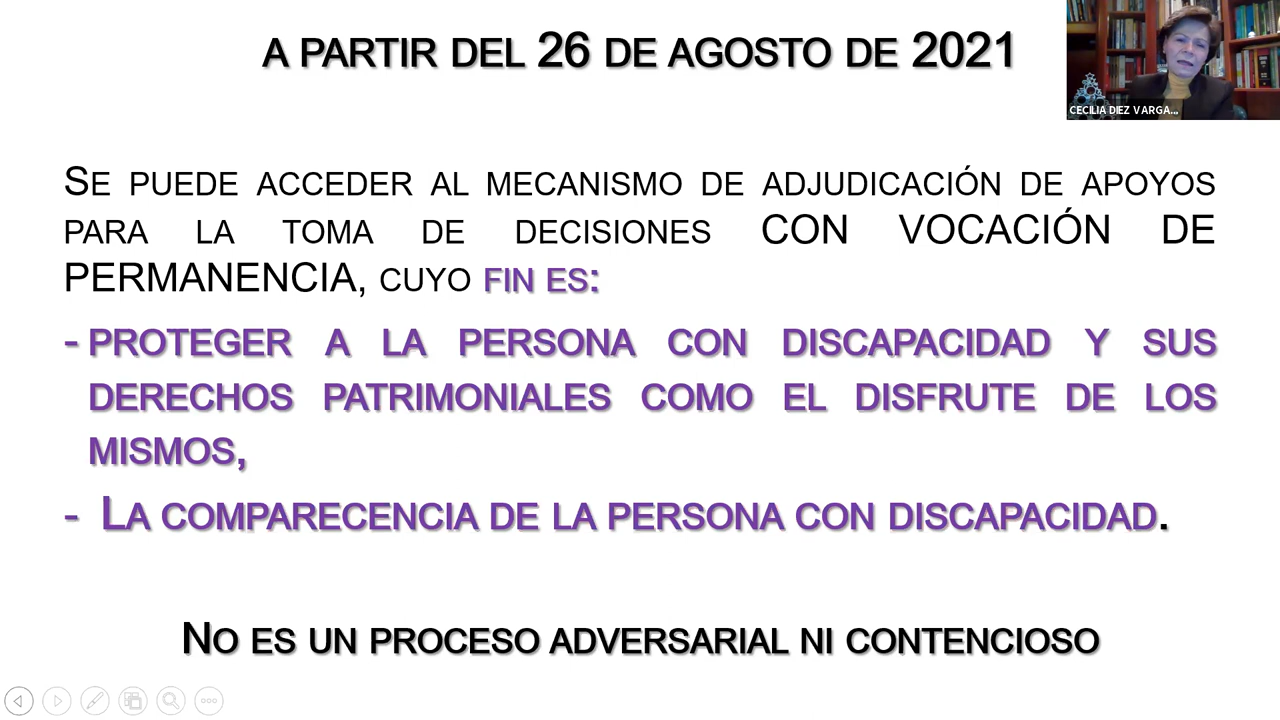 A PARTIR DEL 26 DE AGOSTO DE 2021
CECILIA DIEZ VARGA...
SE PUEDE ACCEDER AL MECANISMO DE ADJUDICACIÓN DE APOYOS
PARA LA TOMA DE DECISIONES CON VOCACIÓN DE
PERMANENCIA, CUYO FIN ES:
- PROTEGER A LA PERSONA CON DISCAPACIDAD Y SUS
DERECHOS PATRIMONIALES COMO EL DISFRUTE DE LOS
MISMOS,
- LA COMPARECENCIA DE LA PERSONA CON DISCAPACIDAD.
NO ES UN PROCESO ADVERSARIAL NI CONTENCIOSO